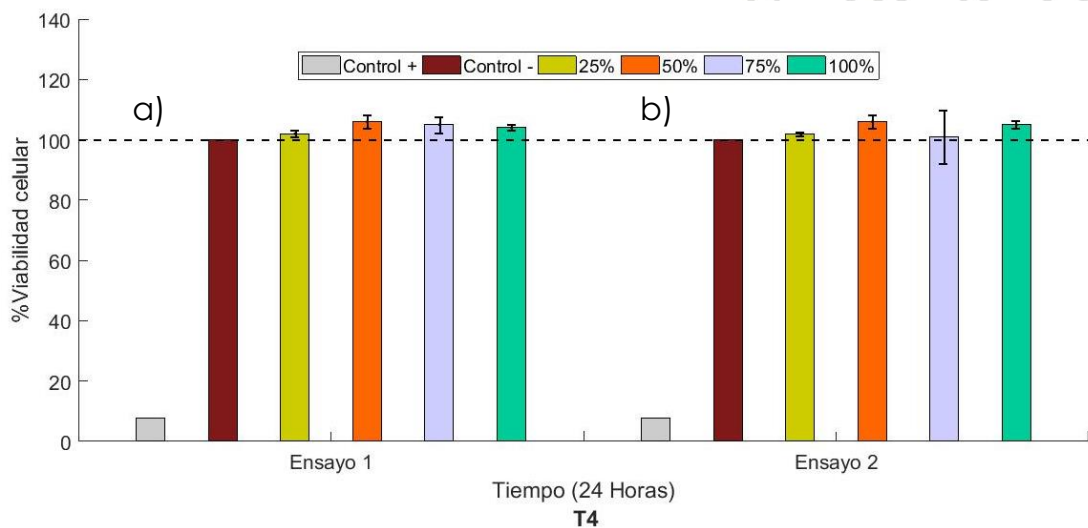 140
120
100
80
60
40
20
0
%Viabilidad celular
Control + Control - 25% 50% 75% 100%
a)
b)
Ensayo 1
Ensayo 2
Tiempo (24 Horas)
T4